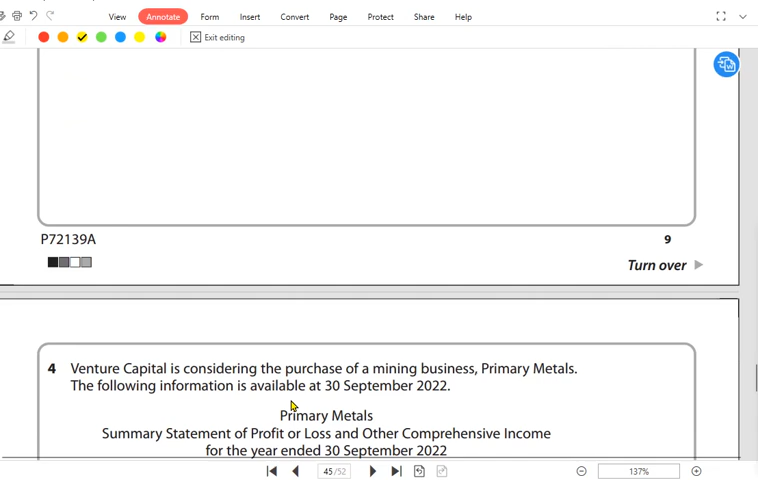 View Annotate Form Insert Convert Page Protect Share Help
Exit editing
P72139A
9
Turn over
4 Venture Capital is considering the purchase of a mining business, Primary Metals.
The following information is available at 30 September 2022.
Primary Metals
Summary Statement of Profit or Loss and Other Comprehensive Income
for the year ended 30 September 2022
45/52
137%